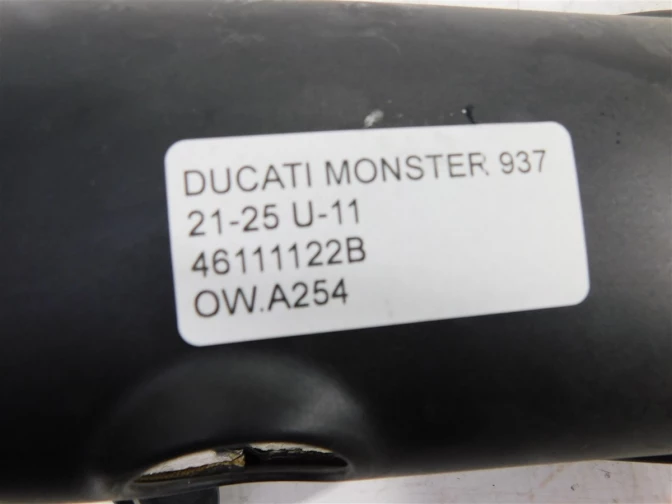 DUCATI MONSTER 937
21-25 U-11
46111122B
OW.A254